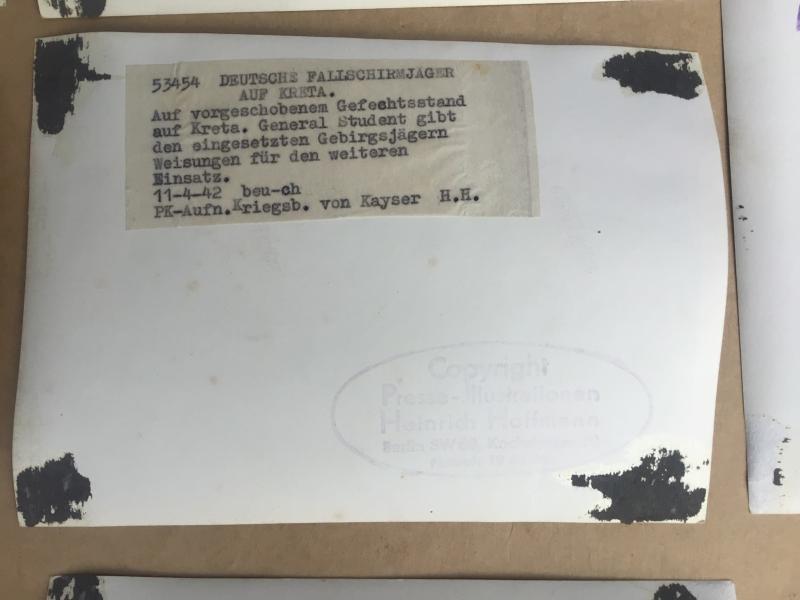 53454 DEUTSCHE FALLSCHIRMJÄGER
AUF KRETA.
Auf vorgeschobenem Gefechtsstand
auf Kreta. General Student gibt
den eingesetzten Gebirgsjägern
Weisungen für den weiteren
Einsatz.
11-4-42 beu-ch
PK-Aufn.Kriegsb. von Kayser H.H.
Copyright
Presse-Illustrationen
Heinrich Hoffmann
Berlin SW 68,